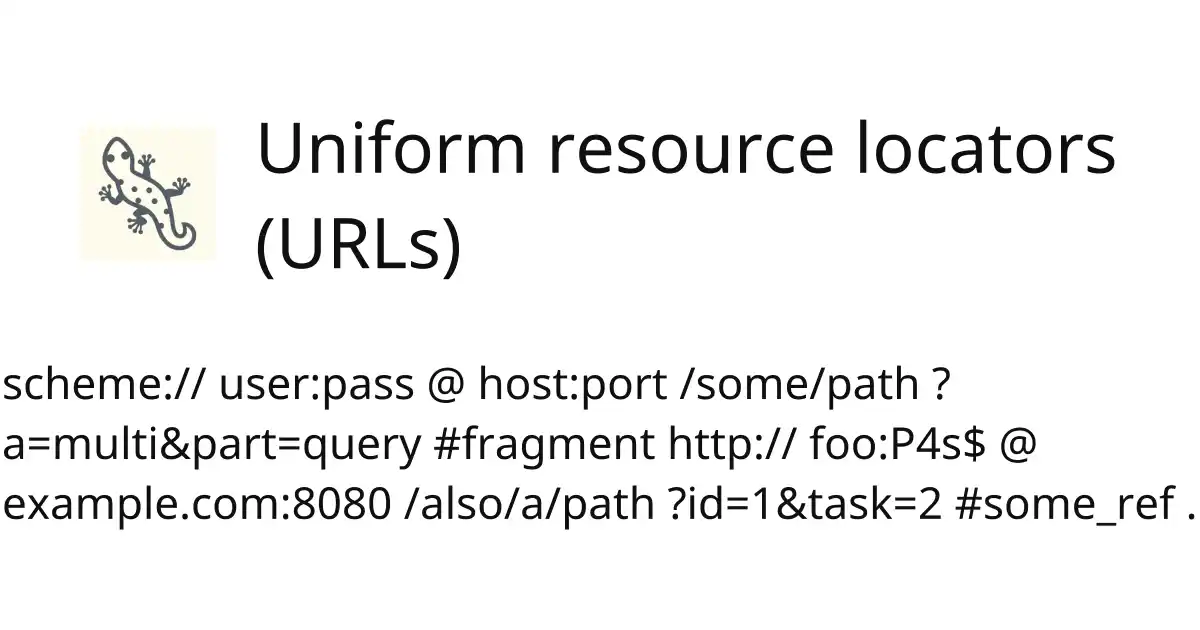 Uniform resource locators
(URLs)
scheme:// user:pass @ host:port /some/path ?
a=multi&part=query #fragment http:// foo:P4s$ @
example.com:8080 /also/a/path ?id=1&task=2 #some_ref .